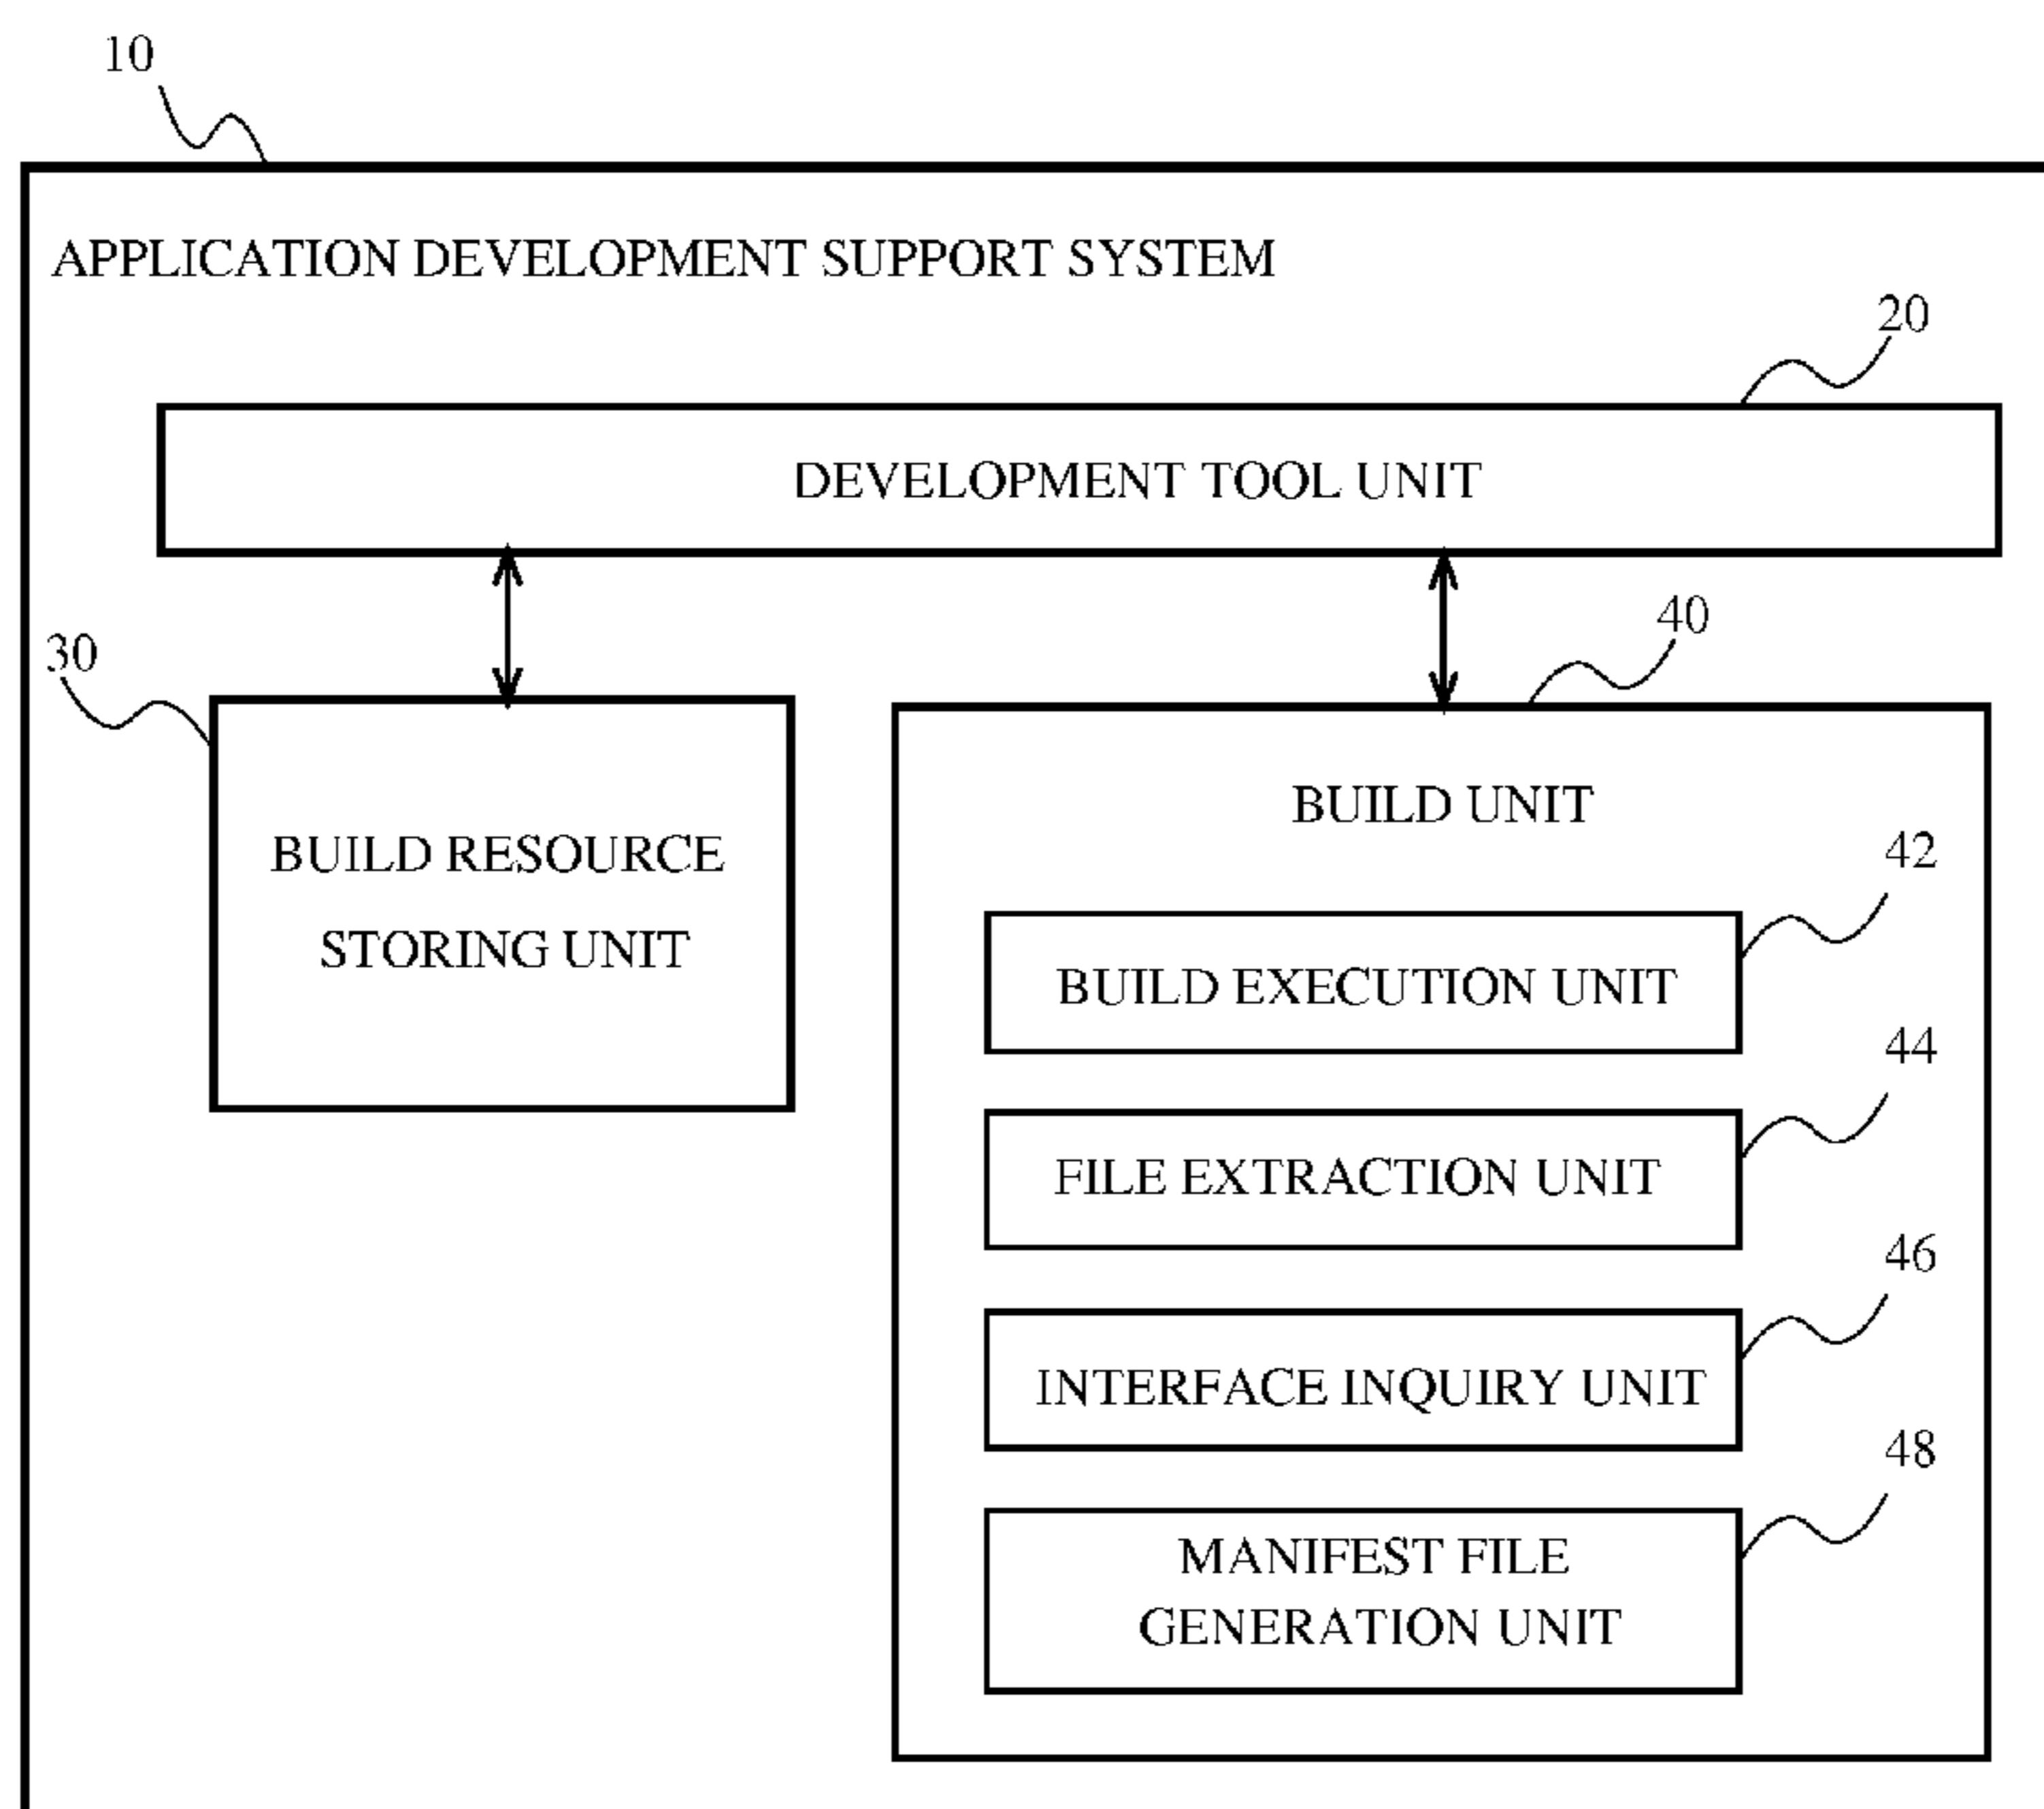 10
APPLICATION DEVELOPMENT SUPPORT SYSTEM
20
DEVELOPMENT TOOL UNIT
30
BUILD RESOURCE
STORING UNIT
40
BUILD UNIT
42
BUILD EXECUTION UNIT
44
FILE EXTRACTION UNIT
46
INTERFACE INQUIRY UNIT
48
MANIFEST FILE
GENERATION UNIT